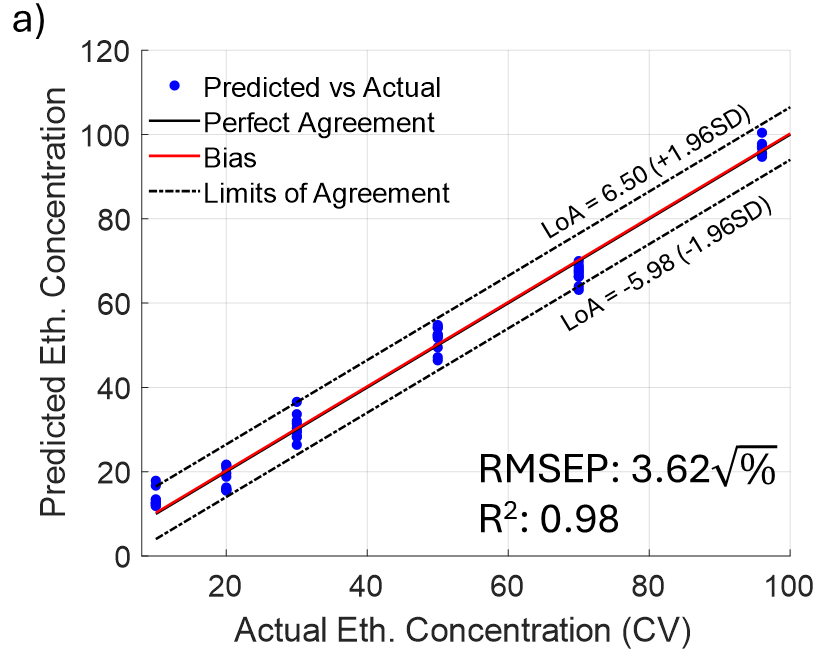 a)
Predicted Eth. Concentration
120
100
80
60
40
20
0
Predicted vs Actual
Perfect Agreement
Bias
Limits of Agreement
LoA = 6.50 (+1.96SD)
LoA = -5.98 (-1.96SD)
RMSEP: 3.62√%
R²: 0.98
20 40 60 80 100
Actual Eth. Concentration (CV)